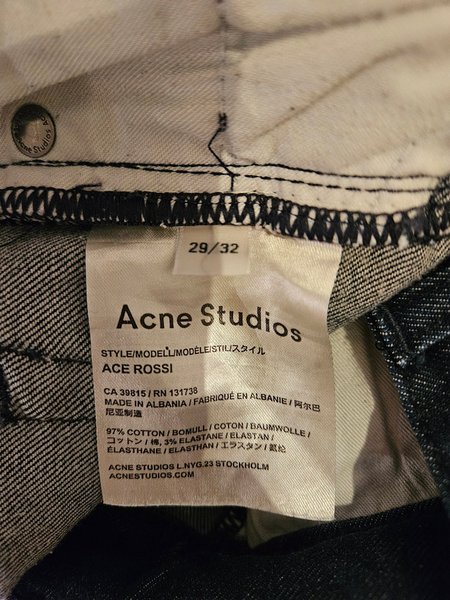 Acne Studios
29/32
Acne Studios
STYLE/MODELL/MODÈLE/STIL/スタイル
ACE ROSSI
CA 39815 / RN 131738
MADE IN ALBANIA / FABRIQUÉ EN ALBANIE / 阿尔巴
尼亚制造
97% COTTON / BOMULL / COTON / BAUMWOLLE /
コットン / 棉, 3% ELASTANE / ELASTAN /
ÉLASTHANE / ELASTHAN / エラスタン / 氨纶
ACNE STUDIOS L.NYG.23 STOCKHOLM
ACNESTUDIOS.COM